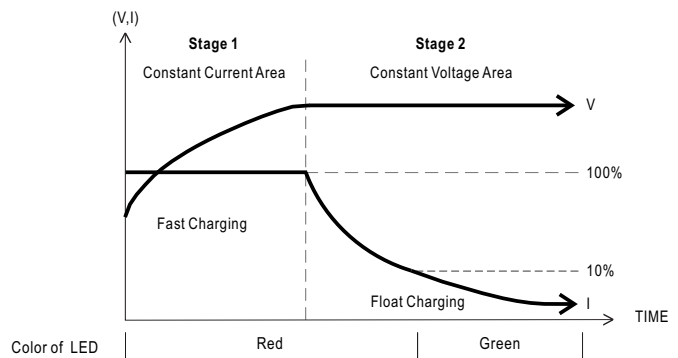 (V,I)
Stage 1
Stage 2
Constant Current Area
Constant Voltage Area
V
100%
Fast Charging
10%
Float Charging
I
TIME
Color of LED
Red
Green